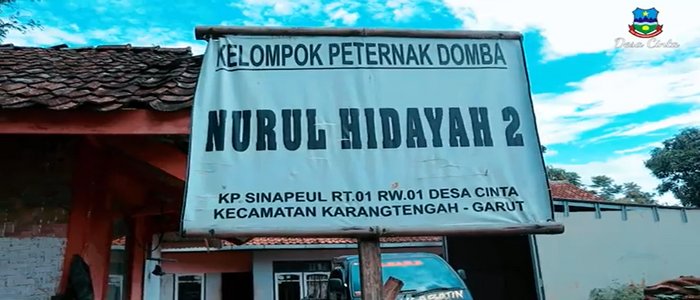 Desa Cinta
KELOMPOK PETERNAK DOMBA
NURUL HIDAYAH 2
KP SINAPEUL RT.01 RW.01 DESA CINTA
KECAMATAN KARANGTENGAH - GARUT